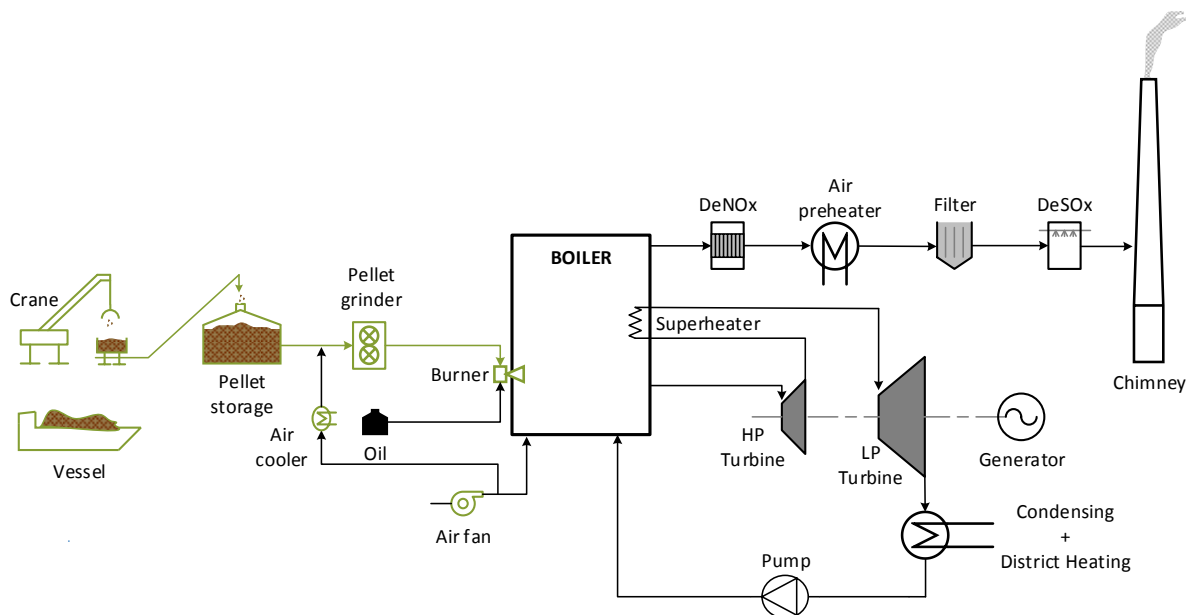 DeNOx
Air
preheater
Filter
DeSOx
BOILER
Pellet
grinder
Crane
Superheater
Burner
Pellet
storage
Chimney
Vessel
Air
cooler
Oil
HP
Turbine
LP
Turbine
Generator
Air fan
Condensing
+
District Heating
Pump